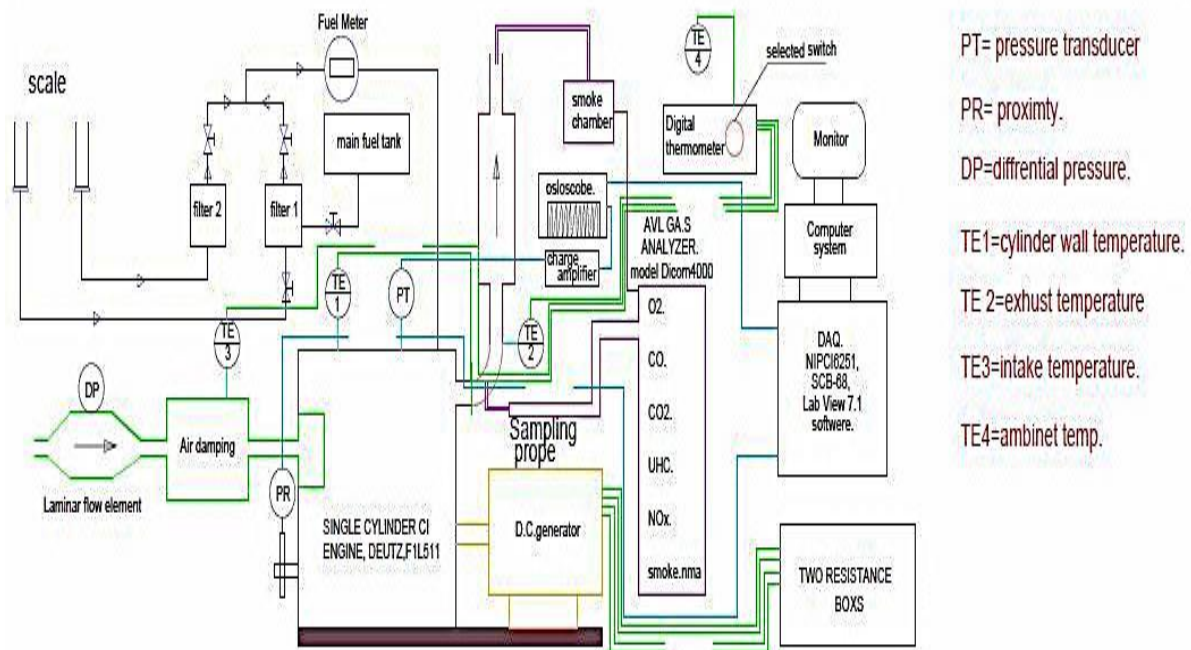 Fuel Meter
scale
TE
4
selected switch
smoke
chamber
Digital
thermometer
Monitor
main fuel tank
filter 2
filter 1
osloscobe.
AVL GA.S
ANALYZER.
model Dicom4000
Computer
system
charge
amplifier
TE
1
PT
TE
3
TE
2
O2.
CO.
CO2.
UHC.
NOx.
smoke.nma
DAQ.
NIPCI6251,
SCB-68,
Lab View 7.1
softwere.
DP
Air damping
Laminar flow element
Sampling
prope
PR
SINGLE CYLINDER CI
ENGINE, DEUTZ,F1L511
D.C.generator
TWO RESISTANCE
BOXS
PT= pressure transducer
PR= proximty.
DP=diffrential pressure.
TE1=cylinder wall temperature.
TE 2=exhust temperature
TE3=intake temperature.
TE4=ambinet temp.